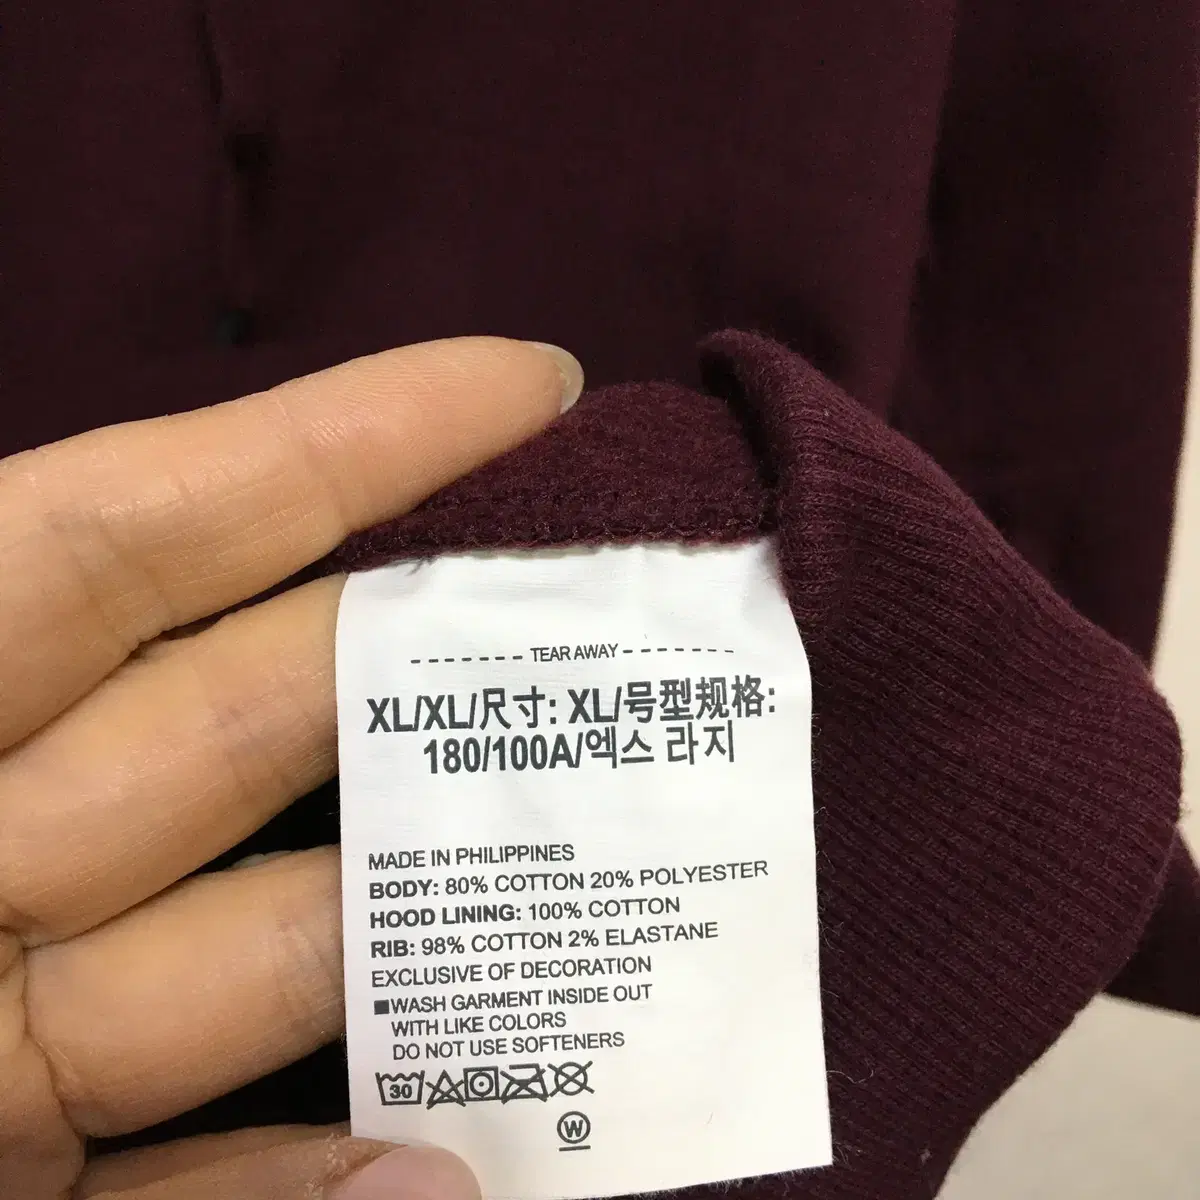 ------- TEAR AWAY -------
XL/XL/尺寸: XL/号型规格:
180/100A/엑스 라지
MADE IN PHILIPPINES
BODY: 80% COTTON 20% POLYESTER
HOOD LINING: 100% COTTON
RIB: 98% COTTON 2% ELASTANE
EXCLUSIVE OF DECORATION
■WASH GARMENT INSIDE OUT
WITH LIKE COLORS
DO NOT USE SOFTENERS
30
W